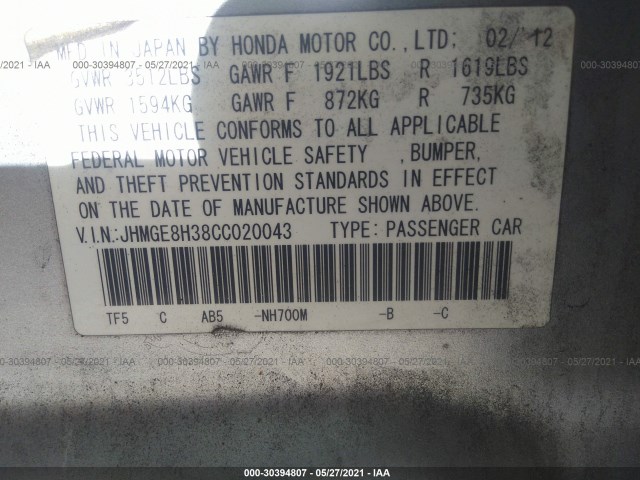 MFD IN JAPAN BY HONDA MOTOR CO., LTD; 02/ 12
GVWR 3512LBS GAWR F 1921LBS R 1619LBS
GVWR 1594KG GAWR F 872KG R 735KG
THIS VEHICLE CONFORMS TO ALL APPLICABLE
FEDERAL MOTOR VEHICLE SAFETY , BUMPER,
AND THEFT PREVENTION STANDARDS IN EFFECT
ON THE DATE OF MANUFACTURE SHOWN ABOVE.
V.I.N.:JHMGE8H38CC020043 TYPE: PASSENGER CAR
TF5 C AB5 -NH700M -B -C
000-30394807 - 05/27/2021 - IAA